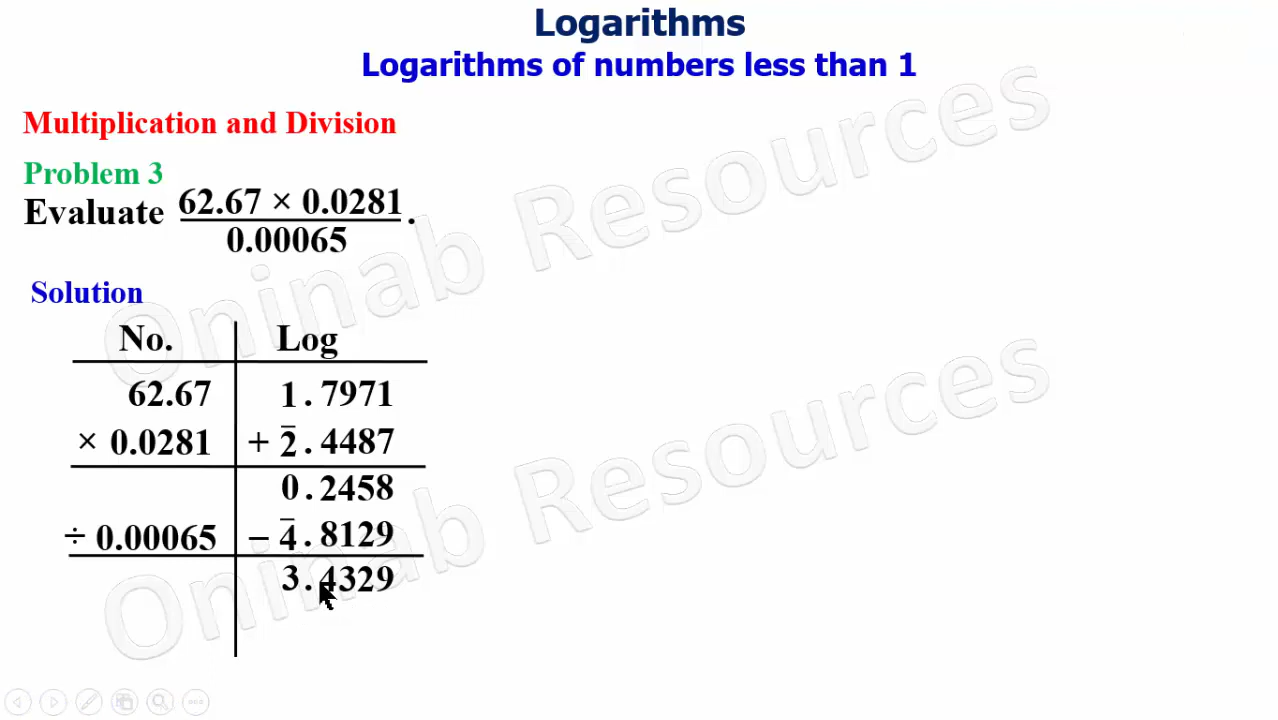 Logarithms
Logarithms of numbers less than 1
Multiplication and Division
Problem 3
Evaluate 62.67 × 0.0281 / 0.00065 .
Solution
No. Log
62.67 1.7971
× 0.0281 + 2̄.4487
0.2458
÷ 0.00065 – 4̄.8129
3.4329
Oninab Resources
Oninab Resources